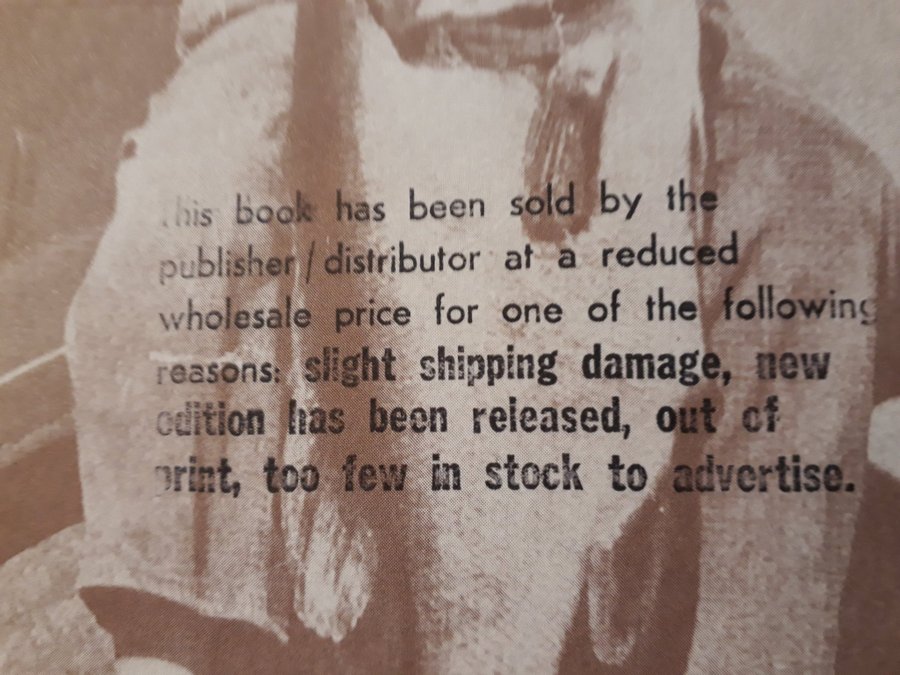 This book has been sold by the
publisher/distributor at a reduced
wholesale price for one of the following
reasons: slight shipping damage, new
edition has been released, out of
print, too few in stock to advertise.